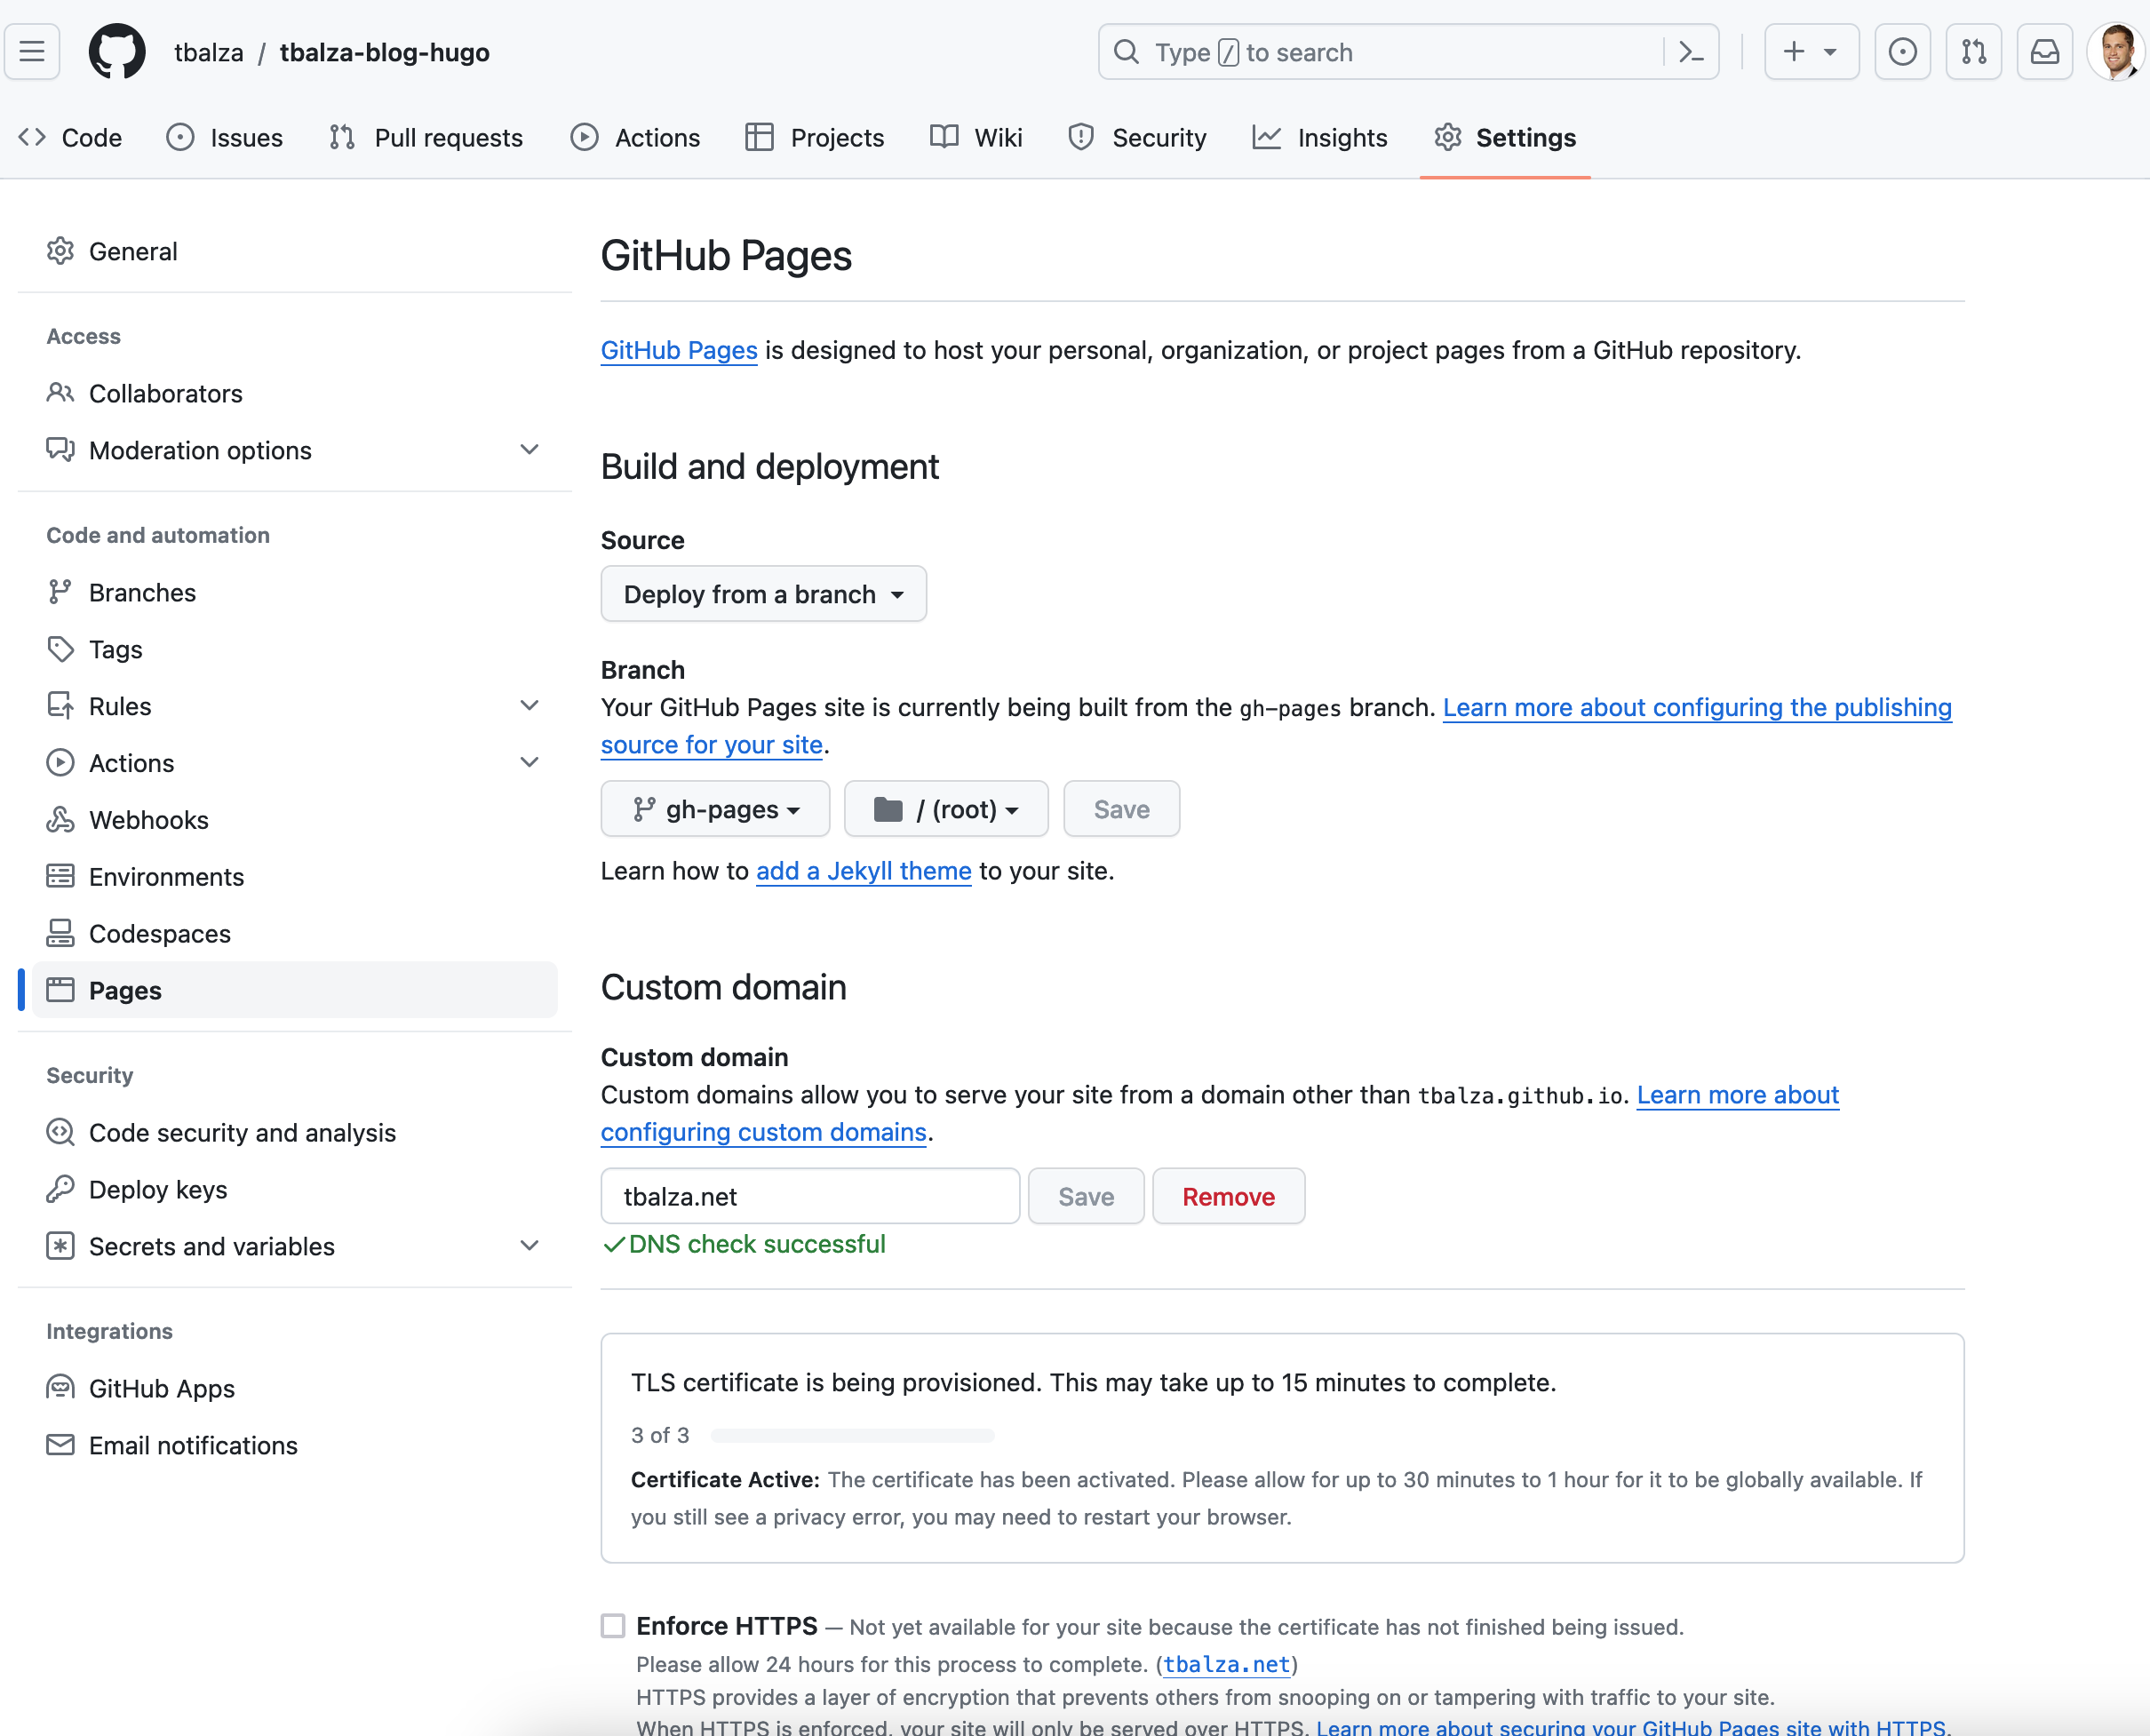 tbalza / tbalza-blog-hugo
Type / to search
Code
Issues
Pull requests
Actions
Projects
Wiki
Security
Insights
Settings
General
Access
Collaborators
Moderation options
Code and automation
Branches
Tags
Rules
Actions
Webhooks
Environments
Codespaces
Pages
Security
Code security and analysis
Deploy keys
Secrets and variables
Integrations
GitHub Apps
Email notifications
GitHub Pages
GitHub Pages is designed to host your personal, organization, or project pages from a GitHub repository.
Build and deployment
Source
Deploy from a branch
Branch
Your GitHub Pages site is currently being built from the gh-pages branch. Learn more about configuring the publishing
source for your site.
gh-pages
/ (root)
Save
Learn how to add a Jekyll theme to your site.
Custom domain
Custom domain
Custom domains allow you to serve your site from a domain other than tbalza.github.io. Learn more about
configuring custom domains.
tbalza.net
Save
Remove
DNS check successful
TLS certificate is being provisioned. This may take up to 15 minutes to complete.
3 of 3
Certificate Active: The certificate has been activated. Please allow for up to 30 minutes to 1 hour for it to be globally available. If
you still see a privacy error, you may need to restart your browser.
Enforce HTTPS — Not yet available for your site because the certificate has not finished being issued.
Please allow 24 hours for this process to complete. (tbalza.net)
HTTPS provides a layer of encryption that prevents others from snooping on or tampering with traffic to your site.
When HTTPS is enforced, your site will only be served over HTTPS. Learn more about securing your GitHub Pages site with HTTPS.